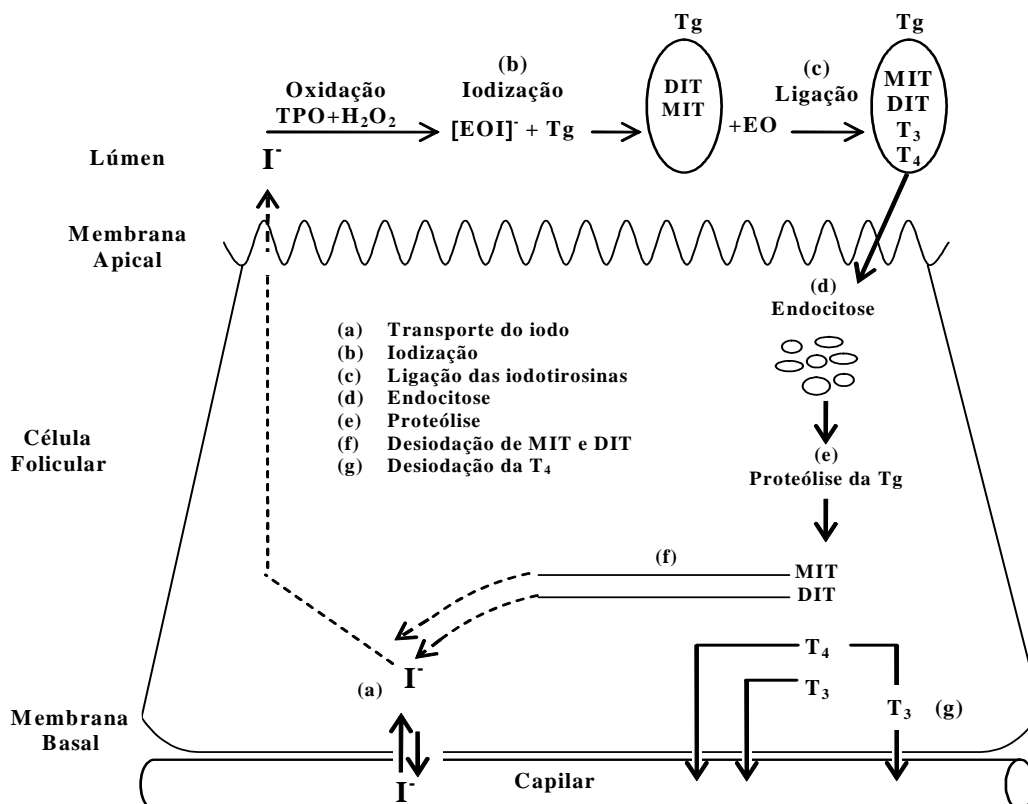 Tg
Tg
(b)
(c)
Oxidação
Iodização
Ligação
TPO+H₂O₂
[EOI]⁻ + Tg
DIT
MIT
+EO
MIT
DIT
T₃
T₄
Lúmen
I⁻
Membrana
Apical
(d)
Endocitose
(a) Transporte do iodo
(b) Iodização
(c) Ligação das iodotirosinas
(d) Endocitose
(e) Proteólise
(f) Desiodação de MIT e DIT
(g) Desiodação da T₄
Célula
Folicular
(e)
Proteólise da Tg
(f)
MIT
DIT
T₄
T₃
T₃ (g)
(a) I⁻
Membrana
Basal
I⁻
Capilar